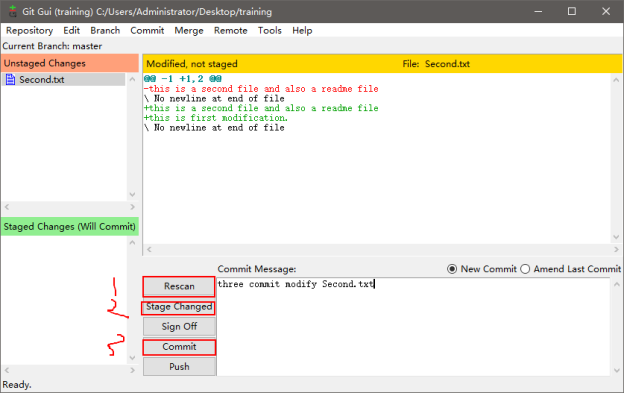 Git Gui (training) C:/Users/Administrator/Desktop/training
Repository Edit Branch Commit Merge Remote Tools Help
Current Branch: master
Unstaged Changes
Second.txt
Modified, not staged File: Second.txt
@@ -1 +1,2 @@
-this is a second file and also a readme file
\ No newline at end of file
+this is a second file and also a readme file
+this is first modification.
\ No newline at end of file
Staged Changes (Will Commit)
Commit Message: New Commit Amend Last Commit
three commit modify Second.txt
1 Rescan
2 Stage Changed
Sign Off
3 Commit
Push
Ready.